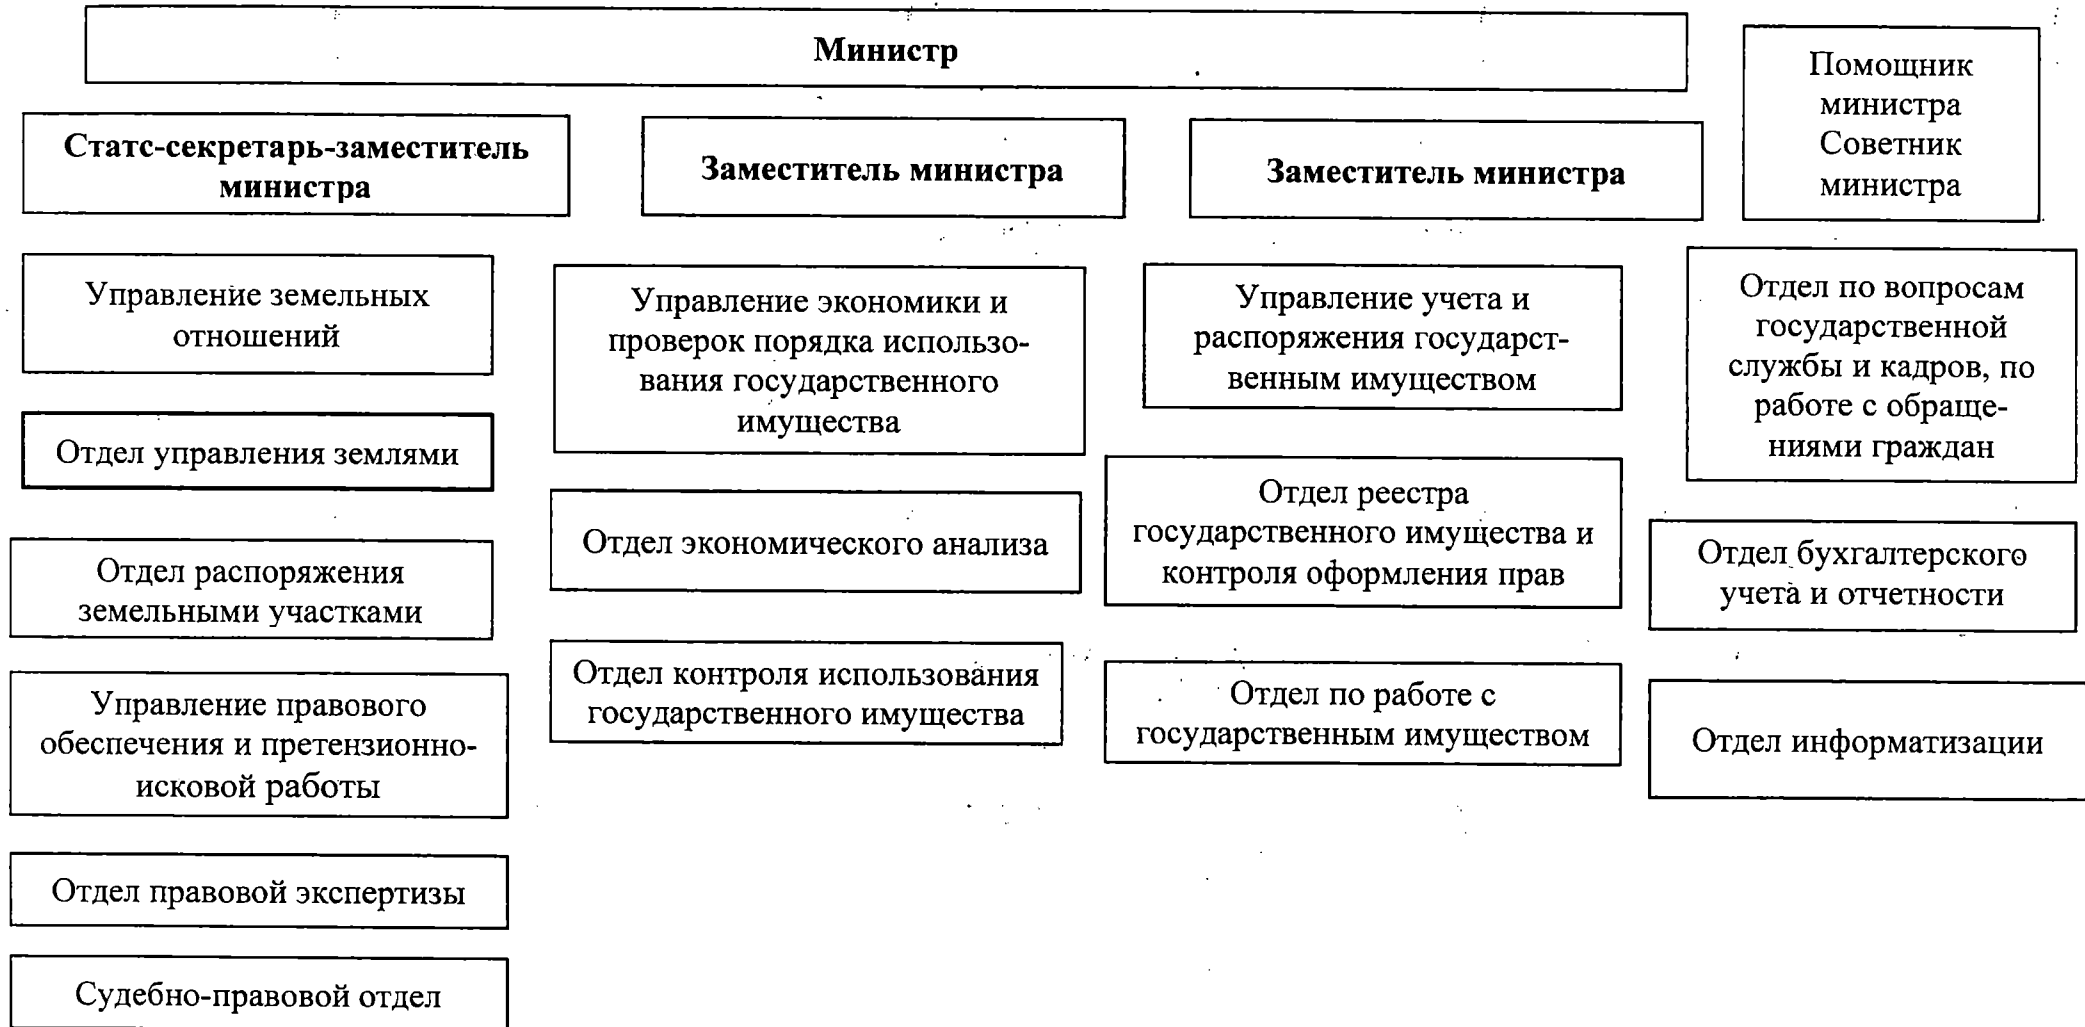 Министр
Помощник
министра
Советник
министра
Статс-секретарь-заместитель
министра
Заместитель министра
Заместитель министра
Управление земельных
отношений
Отдел управления землями
Отдел распоряжения
земельными участками
Управление правового
обеспечения и претензионно-
исковой работы
Отдел правовой экспертизы
Судебно-правовой отдел
Управление экономики и
проверок порядка использо-
вания государственного
имущества
Отдел экономического анализа
Отдел контроля использования
государственного имущества
Управление учета и
распоряжения государст-
венным имуществом
Отдел реестра
государственного имущества и
контроля оформления прав
Отдел по работе с
государственным имуществом
Отдел по вопросам
государственной
службы и кадров, по
работе с обраще-
ниями граждан
Отдел бухгалтерского
учета и отчетности
Отдел информатизации